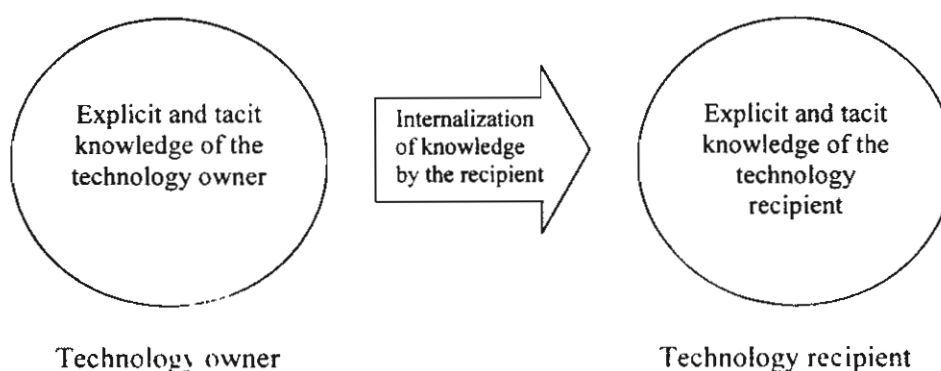 Explicit and tacit
knowledge of the
technology owner
Internalization
of knowledge
by the recipient
Explicit and tacit
knowledge of the
technology
recipient
Technology owner
Technology recipient